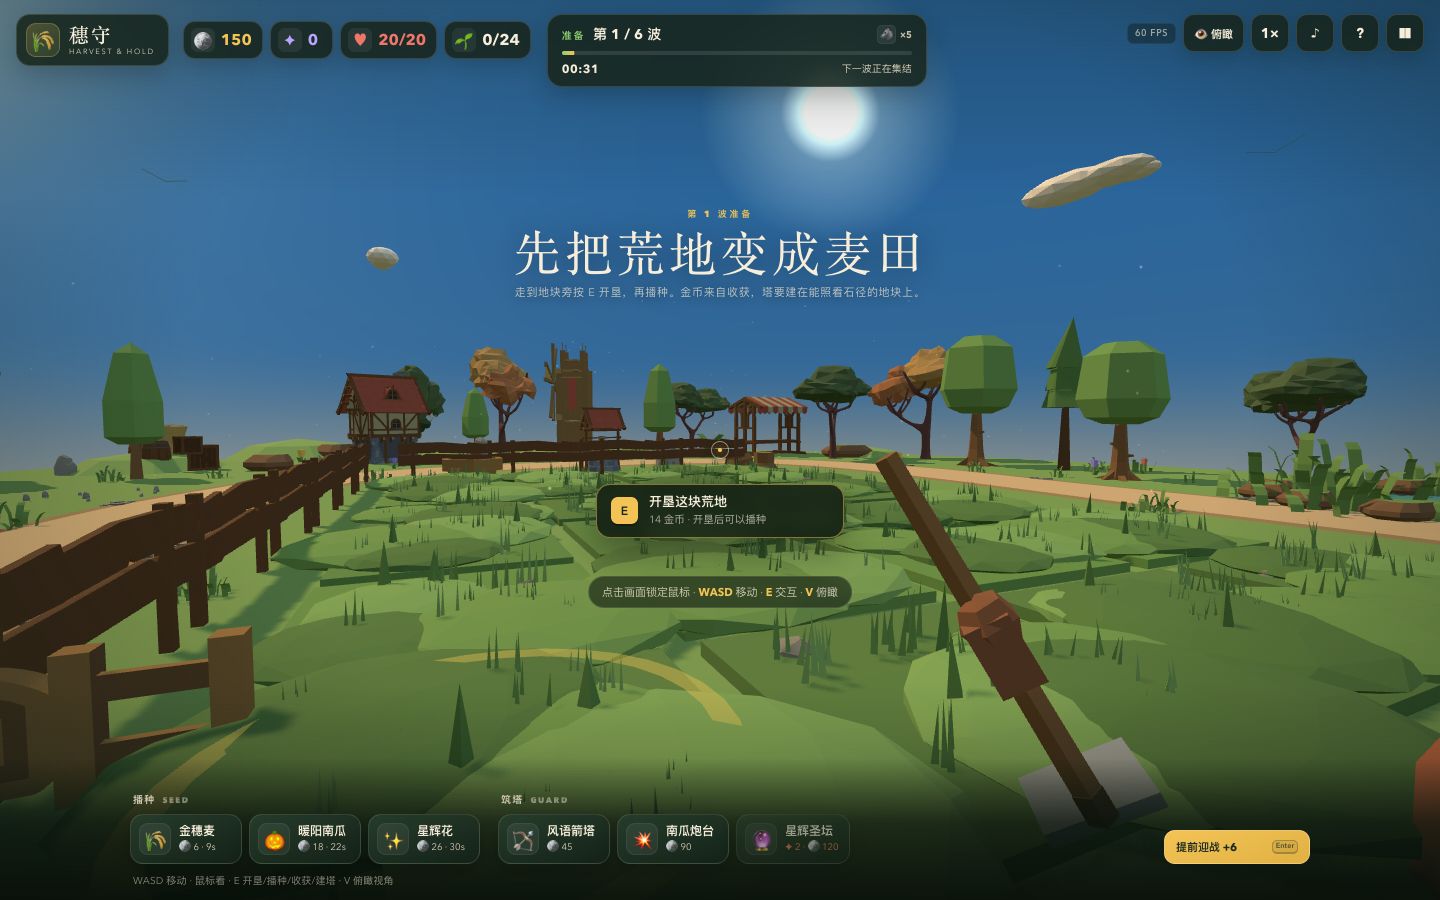 穗守
HARVEST & HOLD
150
0
20/20
0/24
准备 第 1 / 6 波
×5
00:31
下一波正在集结
60 FPS
俯瞰
1×
♪
?
第 1 波准备
先把荒地变成麦田
走到地块旁按 E 开垦，再播种。金币来自收获，塔要建在能照看石径的地块上。
E
开垦这块荒地
14 金币 · 开垦后可以播种
点击画面锁定鼠标 · WASD 移动 · E 交互 · V 俯瞰
播种 SEED
金穗麦
6 · 9s
暖阳南瓜
18 · 22s
星辉花
26 · 30s
筑塔 GUARD
风语箭塔
45
南瓜炮台
90
星辉圣坛
✦ 2 · 120
提前迎战 +6
Enter
WASD 移动 · 鼠标看 · E 开垦/播种/收获/建塔 · V 俯瞰视角